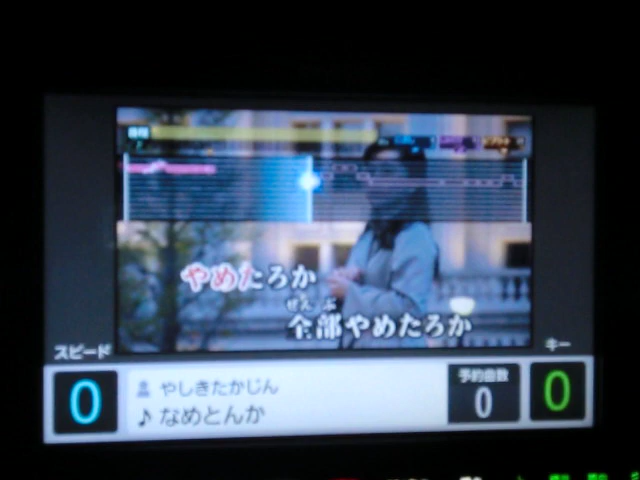 やめたろか
ぜんぶ
全部やめたろか
スピード
キー
0
やしきたかじん
なめとんか
予約曲数
0
0